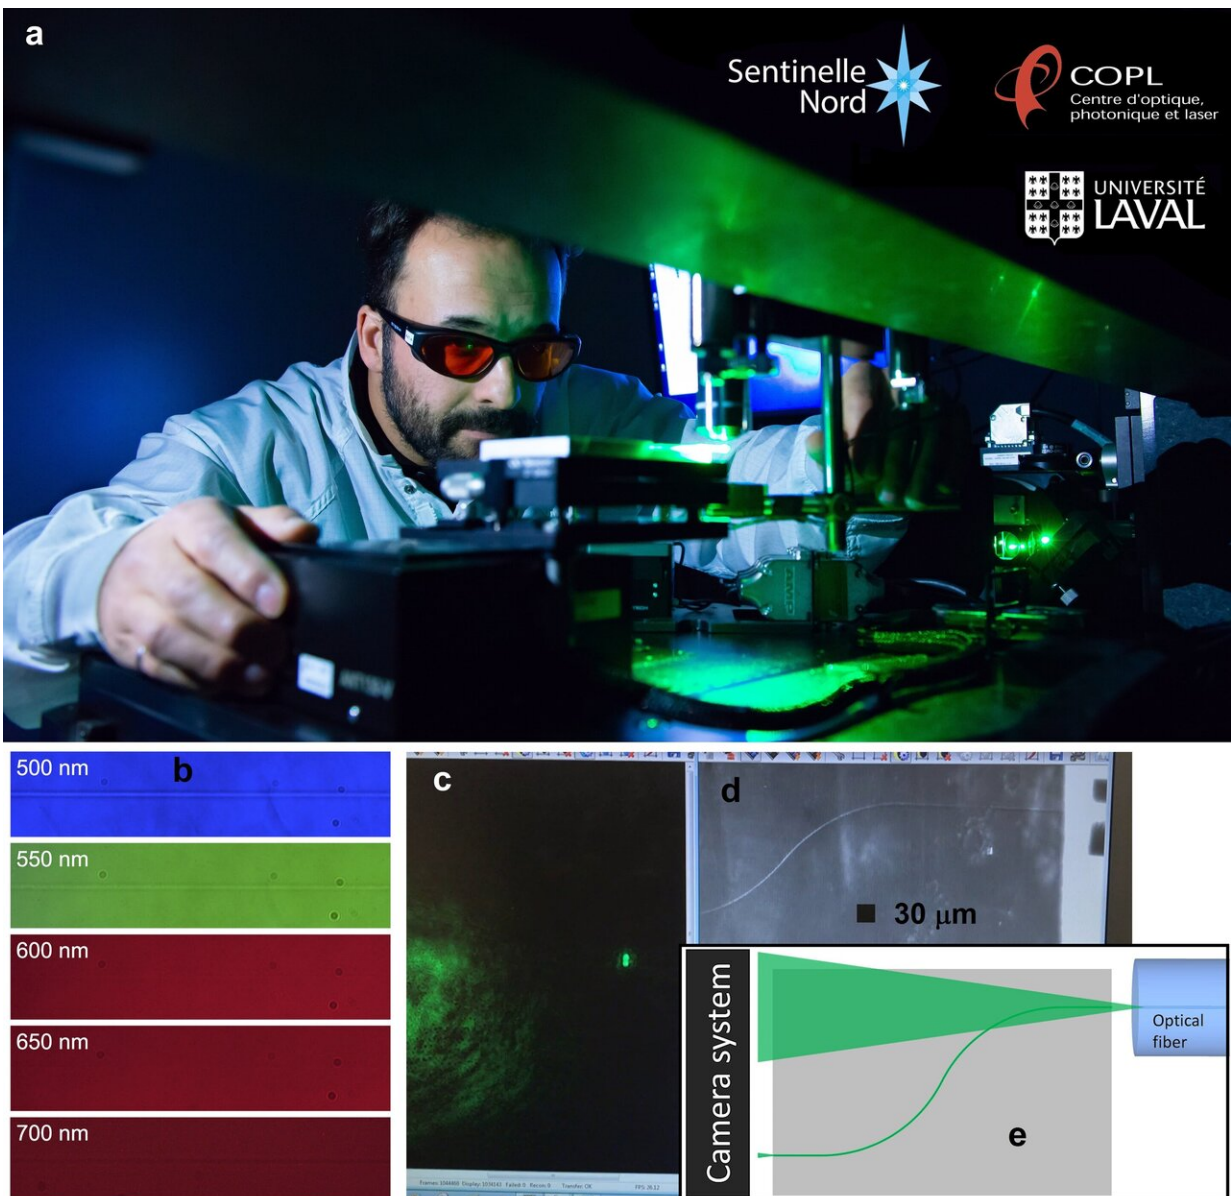 a
Sentinelle
Nord
COPL
Centre d'optique,
photonique et laser
UNIVERSITÉ
LAVAL
AMP
500 nm
b
550 nm
600 nm
650 nm
700 nm
c
d
30 μm
Camera system
Optical
fiber
e